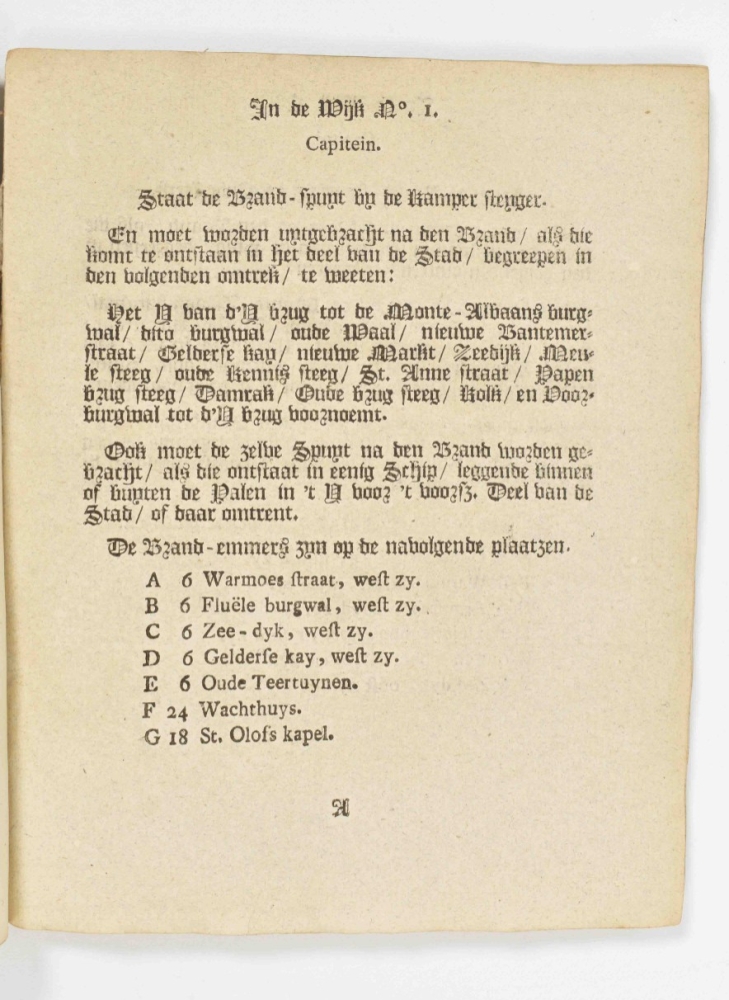 In de Wijk No. 1.
Capitein.
Staat de Brand-spuyt by de Kamper steyger.
En moet worden uytgebracht na den Brand / als die
komt te ontstaan in het deel van de Stad / begreepen in
den volgenden omtrek / te weeten:
Het Y van d'Y brug tot de Monte-Albaans burg-
wal / dito burgwal / oude Waal / nieuwe Bantemer-
straat / Gelderse kay / nieuwe Markt / Zeedijk / Meu-
le steeg / oude Kennis steeg / St. Anne straat / Papen
brug steeg / Damrak / Oude brug steeg / Kolk / en Voor-
burgwal tot d'Y brug voornoemt.
Ook moet de zelve Spuyt na den Brand worden ge-
bracht / als die ontstaat in eenig Schip / leggende binnen
of buyten de Palen in 't Y voor 't voorsz. Deel van de
Stad / of daar omtrent.
De Brand-emmers zyn op de navolgende plaatzen.
A 6 Warmoes ſtraat, weſt zy.
B 6 Fluële burgwal, weſt zy.
C 6 Zee-dyk, weſt zy.
D 6 Gelderſe kay, weſt zy.
E 6 Oude Teertuynen.
F 24 Wachthuys.
G 18 St. Olofs kapel.
A